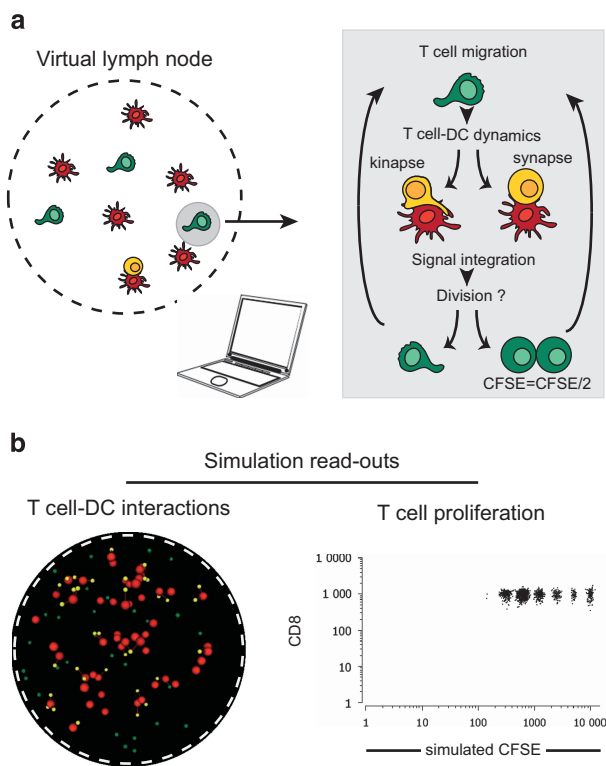 a
Virtual lymph node
T cell migration
T cell-DC dynamics
kinapse
synapse
Signal integration
Division ?
CFSE=CFSE/2
b
Simulation read-outs
T cell-DC interactions
T cell proliferation
1 0000
1 000
100
10
1
CD8
1
10
100
1000
10 000
simulated CFSE